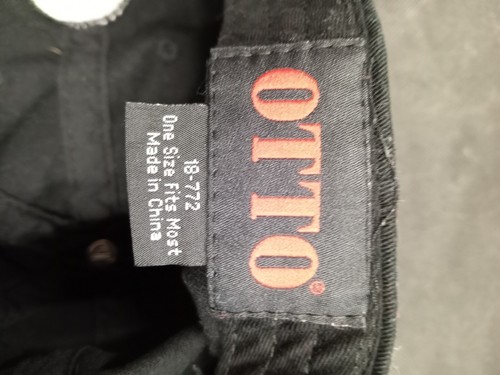 OTTO®
18-772
One Size Fits Most
Made in China